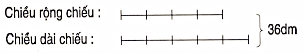 Chiều rộng chiếu :
36dm
Chiều dài chiếu :